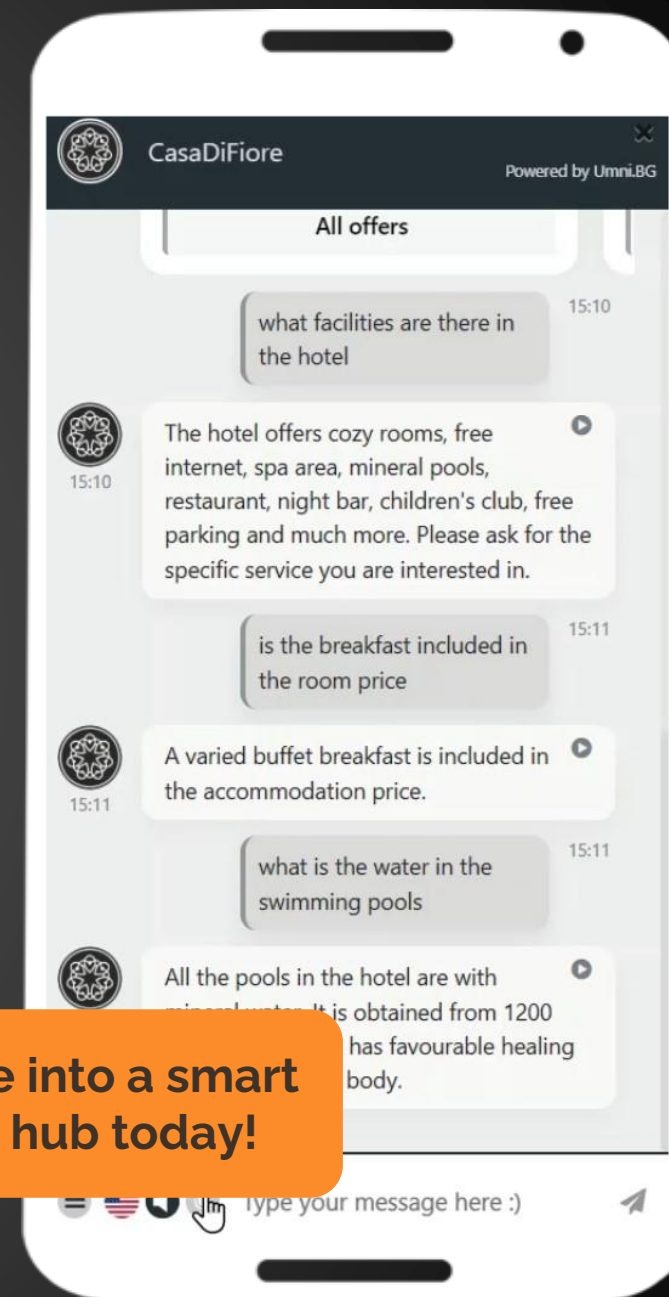 CasaDiFiore
Powered by Umni.BG
All offers
15:10
what facilities are there in
the hotel
The hotel offers cozy rooms, free
internet, spa area, mineral pools,
restaurant, night bar, children's club, free
parking and much more. Please ask for the
specific service you are interested in.
15:10
15:11
is the breakfast included in
the room price
A varied buffet breakfast is included in
the accommodation price.
15:11
15:11
what is the water in the
swimming pools
All the pools in the hotel are with
is obtained from 1200
has favourable healing
body.
into a smart
hub today!
Type your message here :)